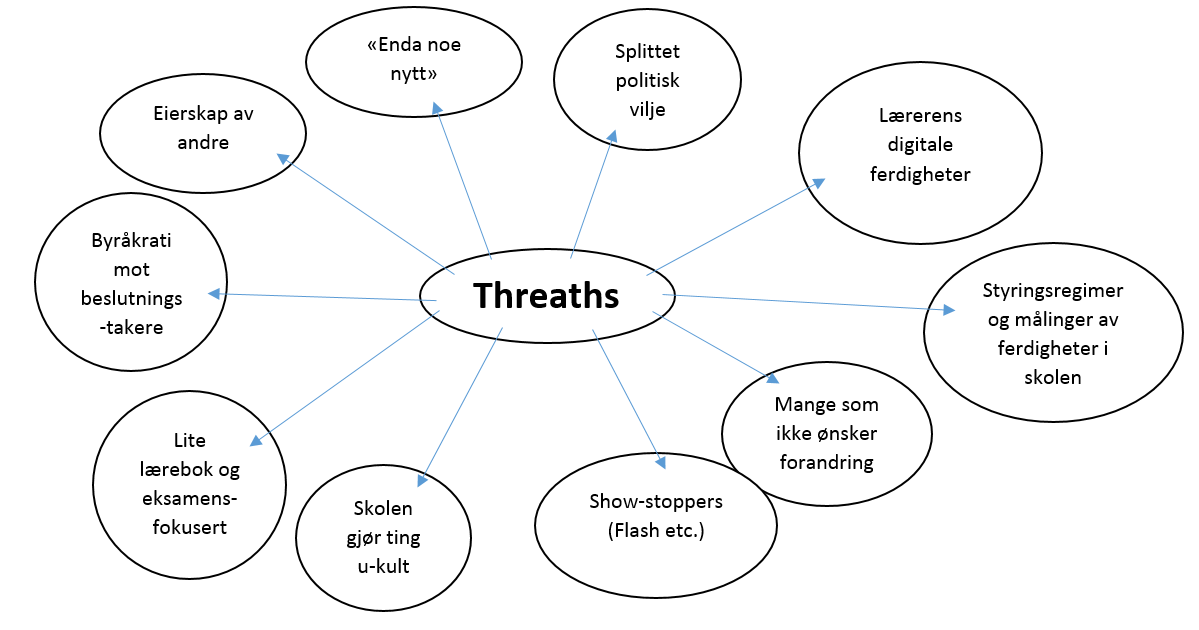 «Enda noe
nytt»
Splittet
politisk
vilje
Lærerens
digitale
ferdigheter
Eierskap av
andre
Byråkrati
mot
beslutnings
-takere
Threaths
Styringsregimer
og målinger av
ferdigheter i
skolen
Mange som
ikke ønsker
forandring
Lite
lærebok og
eksamens-
fokusert
Skolen
gjør ting
u-kult
Show-stoppers
(Flash etc.)